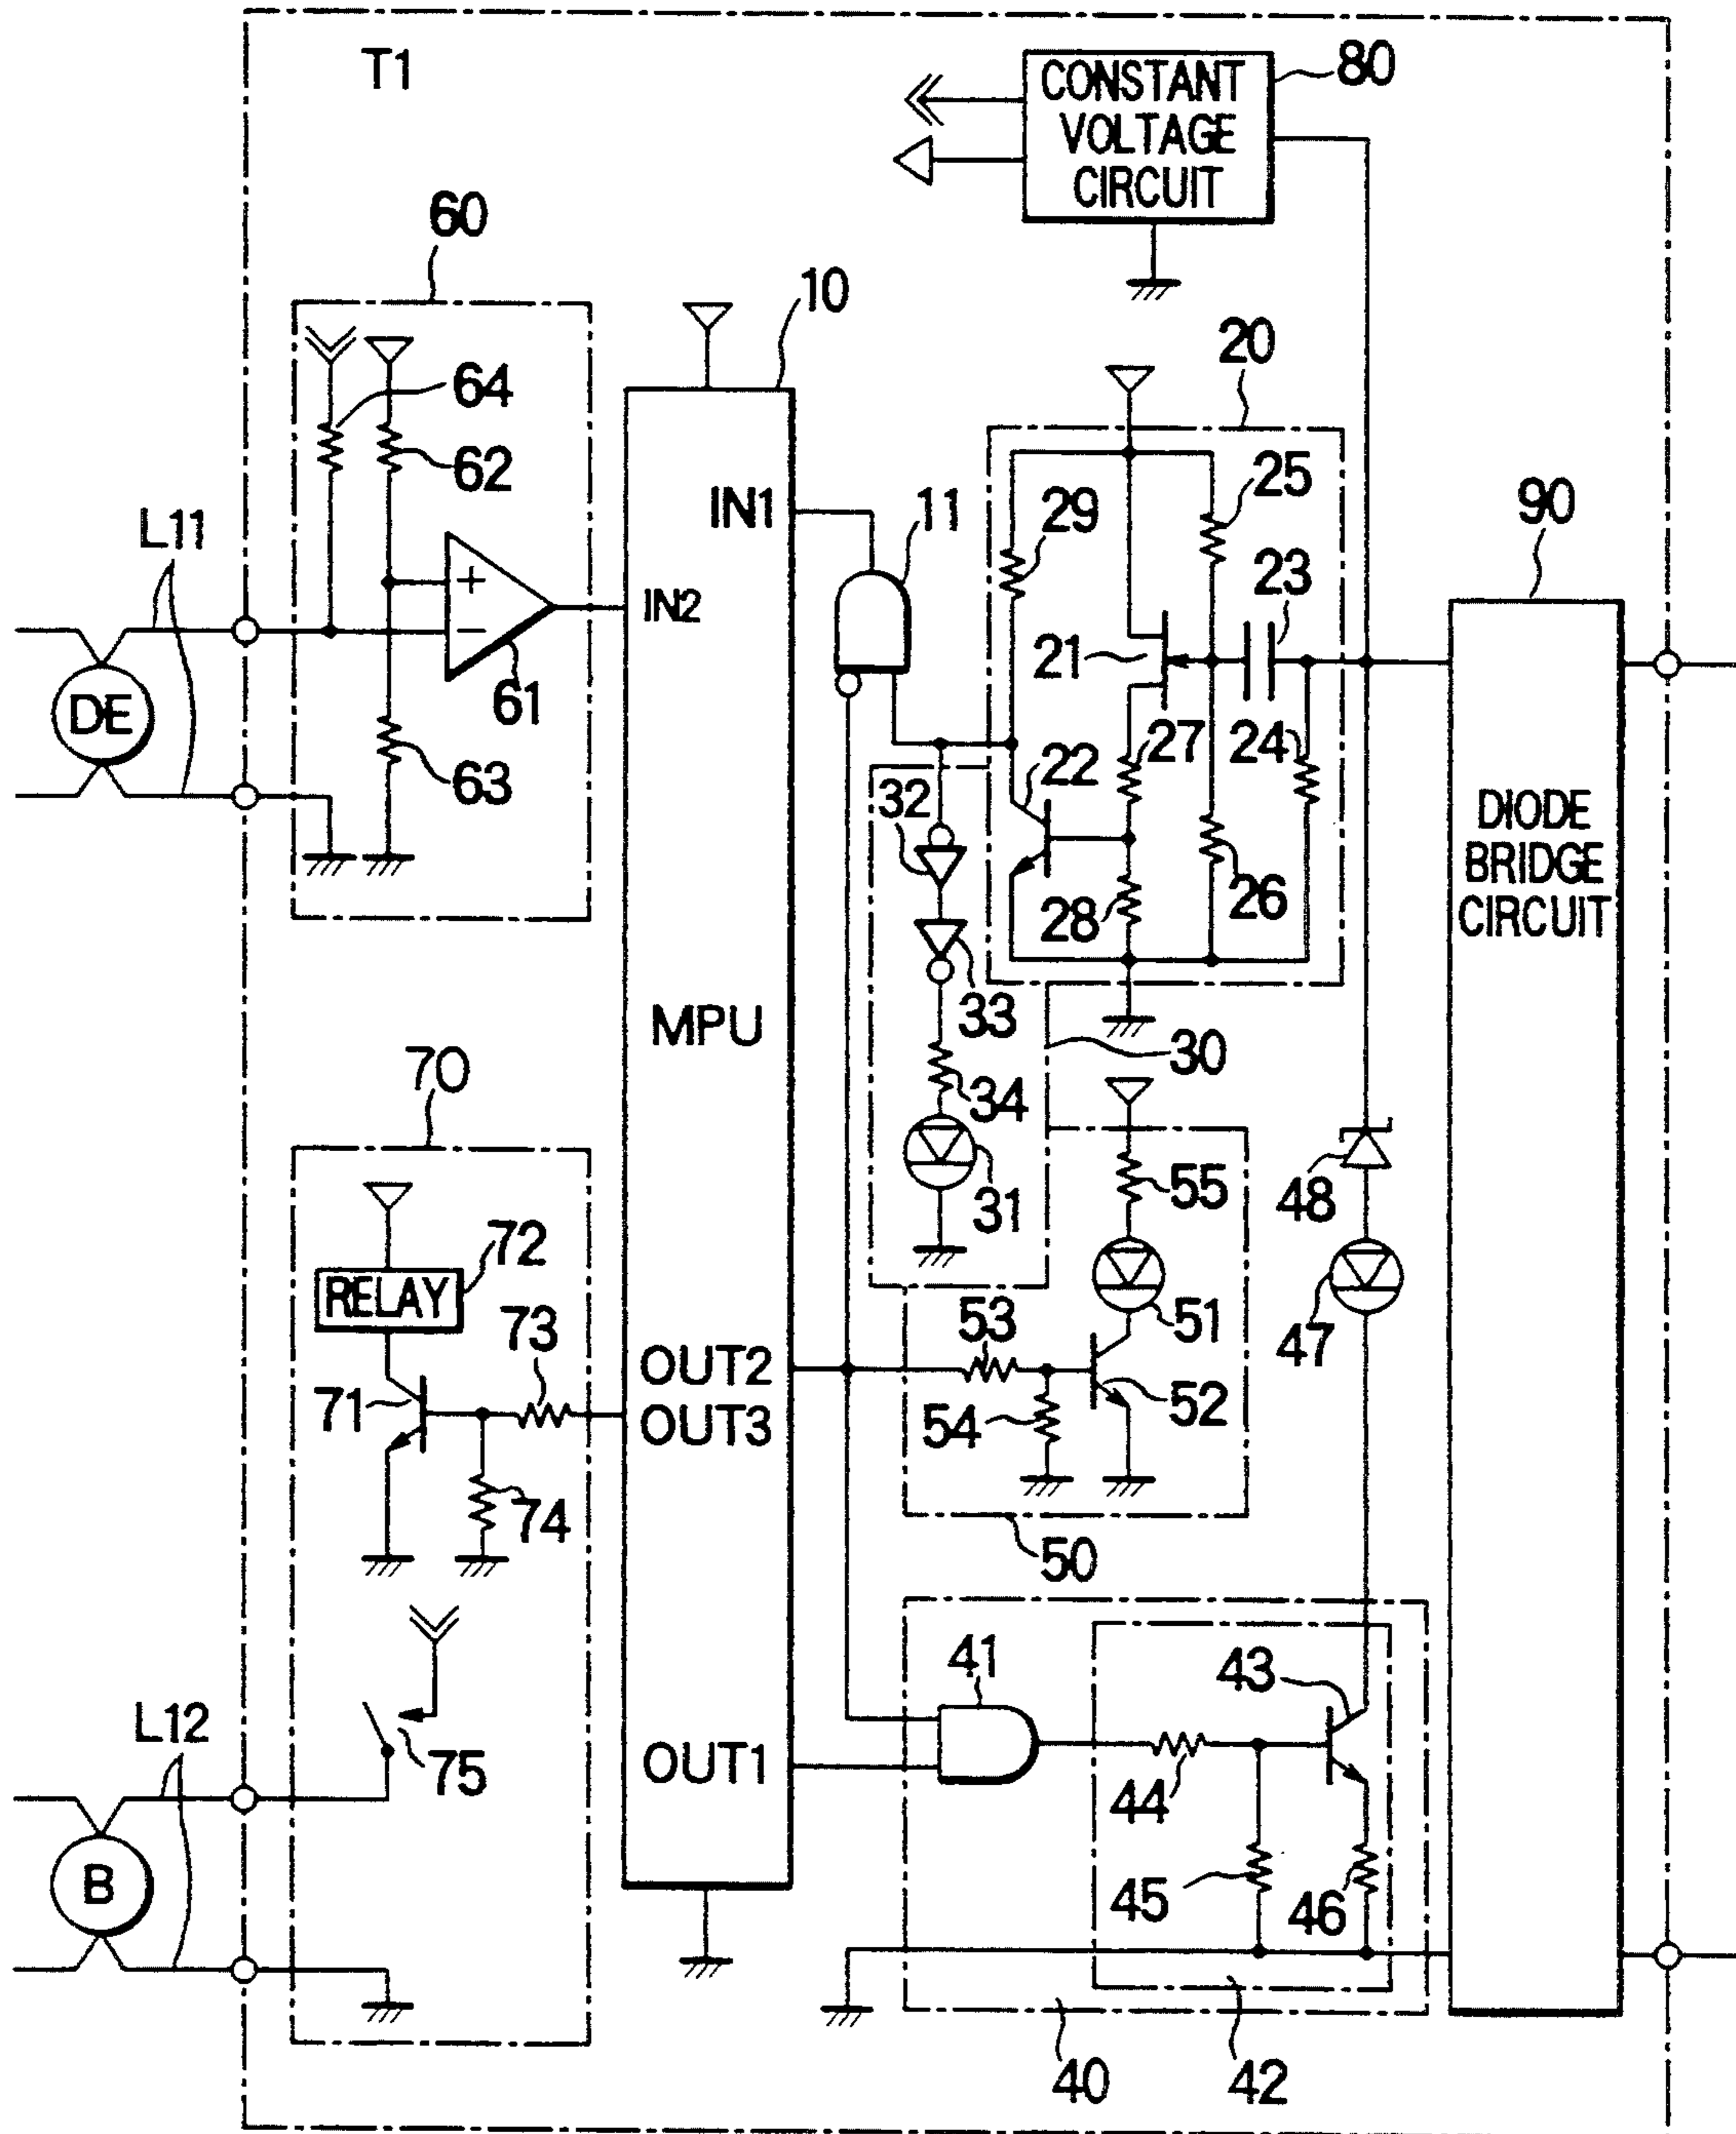 T1
CONSTANT
VOLTAGE
CIRCUIT
80
60
10
20
64
62
25
IN1
11
29
90
L11
23
IN2
21
DE
61
27
24
63
22
32
DIODE
BRIDGE
CIRCUIT
28
26
33
MPU
30
70
34
55
31
48
72
RELAY
73
53
51
47
OUT2
71
52
OUT3
54
74
50
41
43
L12
75
OUT1
44
B
45
46
40
42